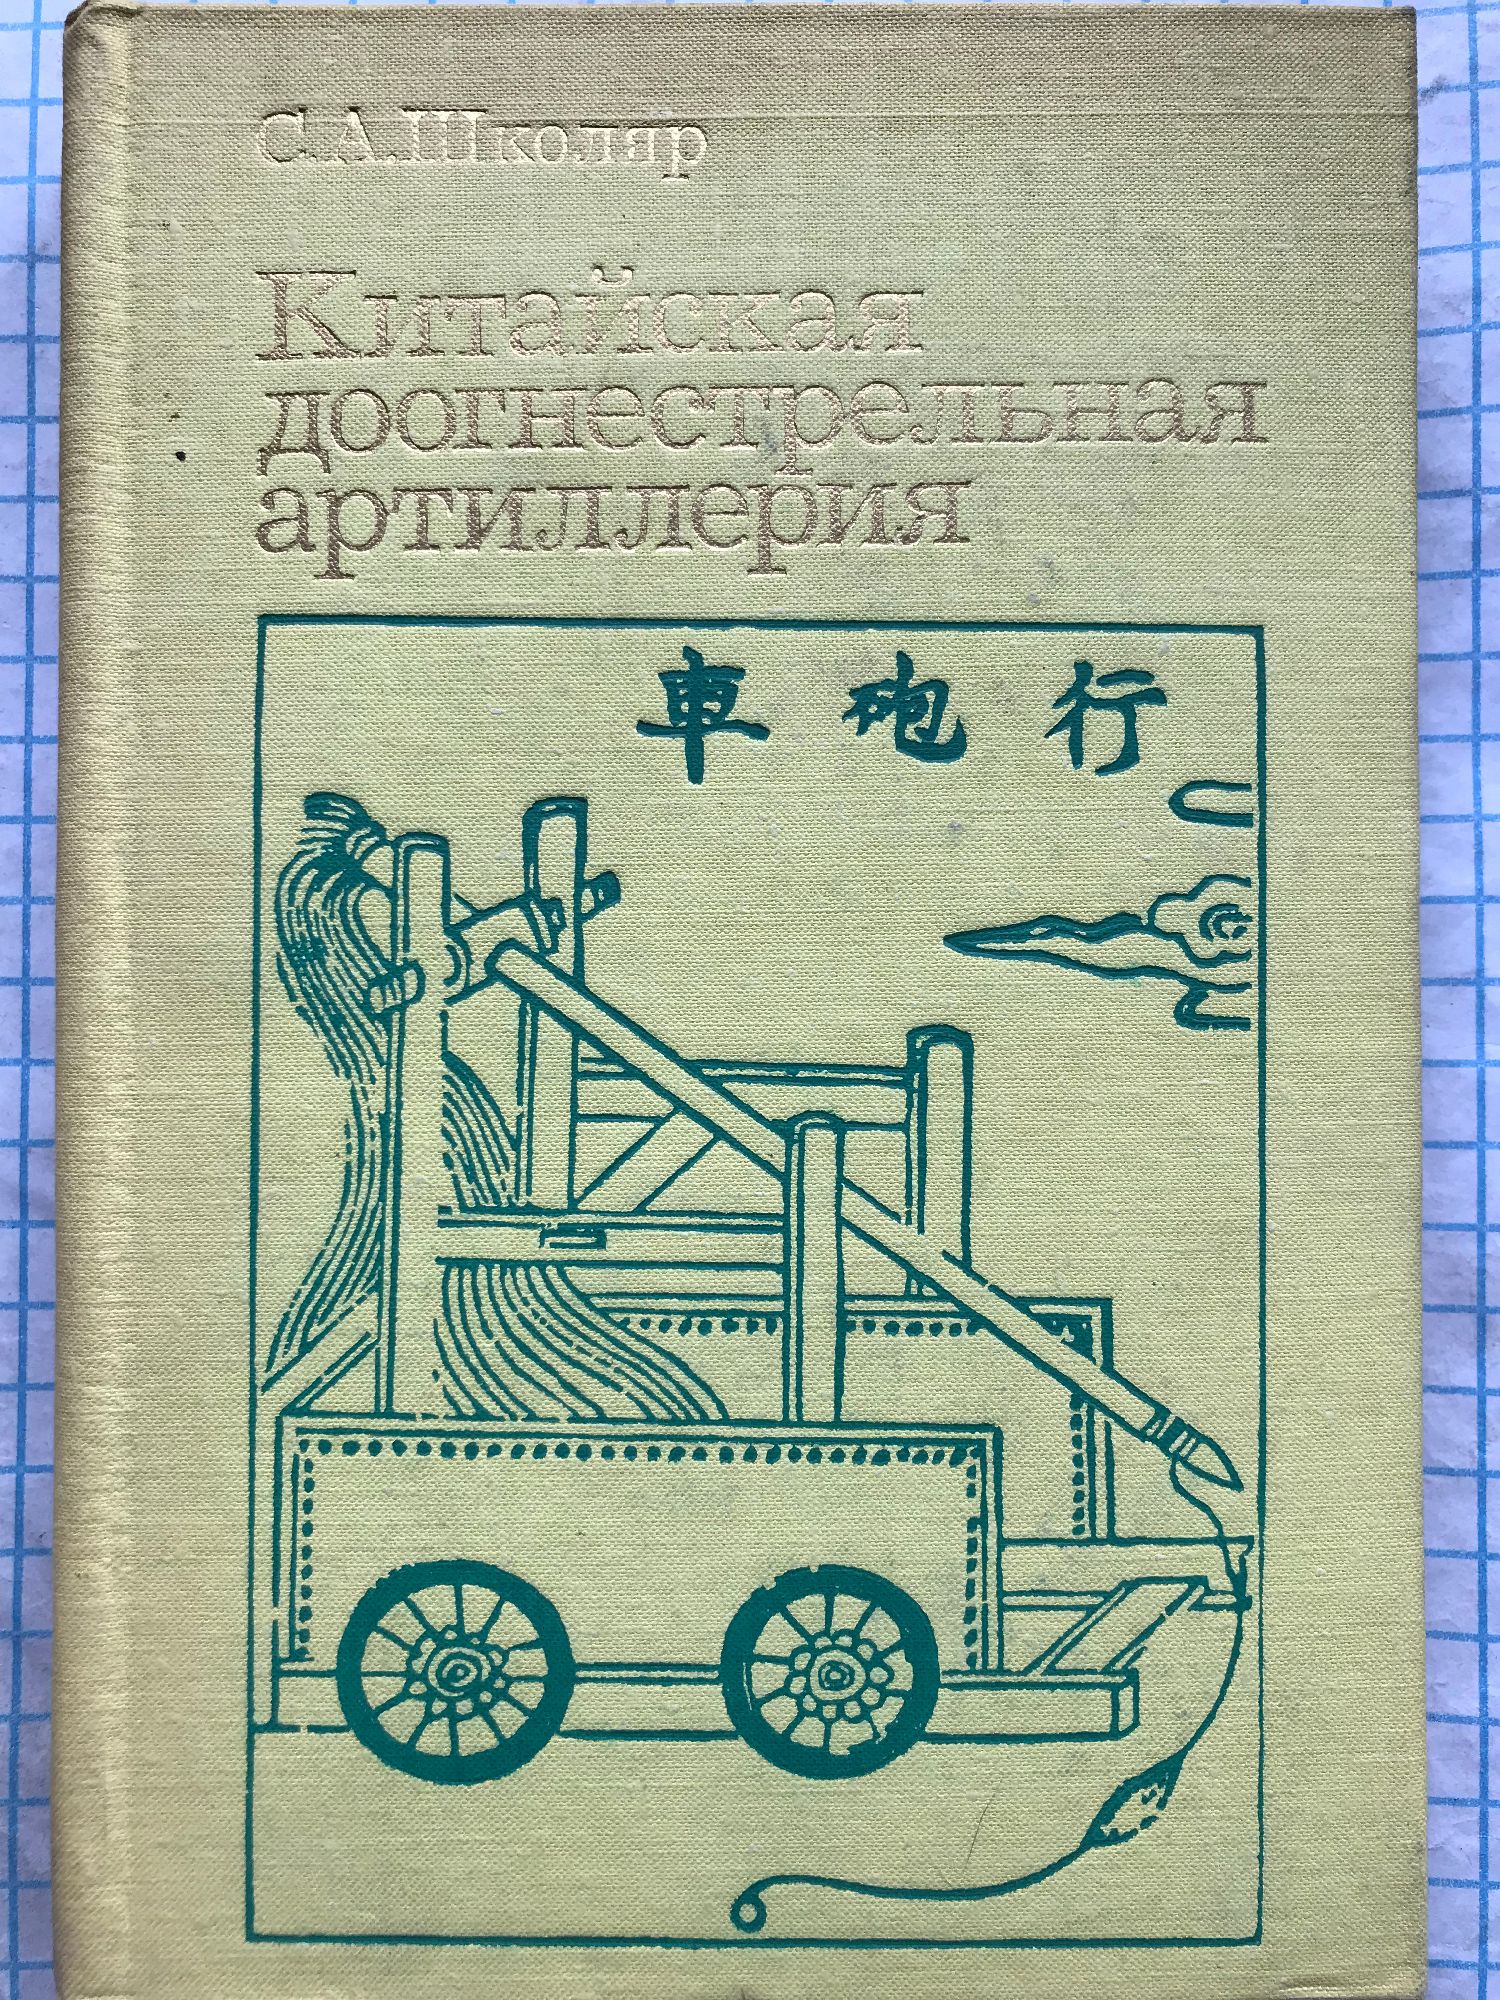 С.А.Школяр
Китайская
доогнестрельная
артиллерия
行砲車